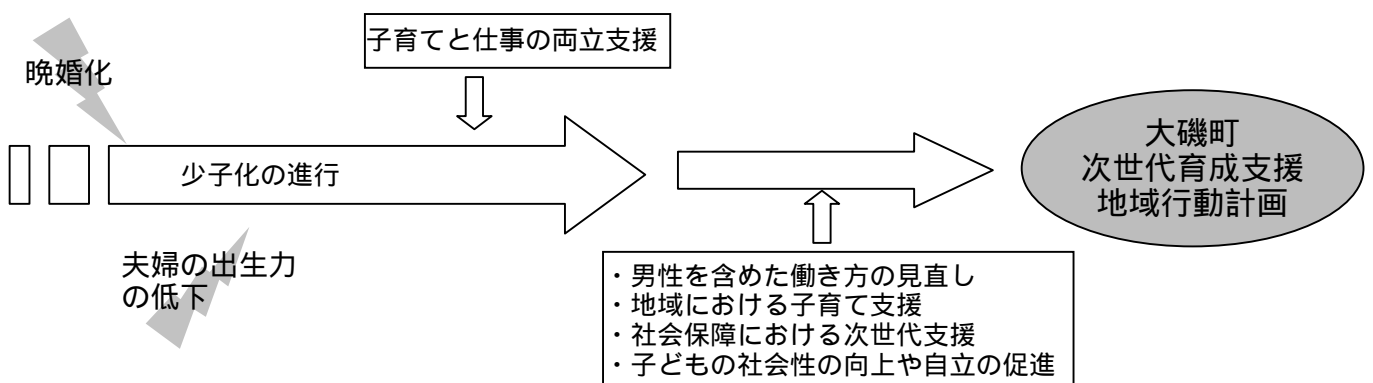 子育てと仕事の両立支援
晩婚化
少子化の進行
大磯町
次世代育成支援
地域行動計画
夫婦の出生力
の低下
・男性を含めた働き方の見直し
・地域における子育て支援
・社会保障における次世代支援
・子どもの社会性の向上や自立の促進